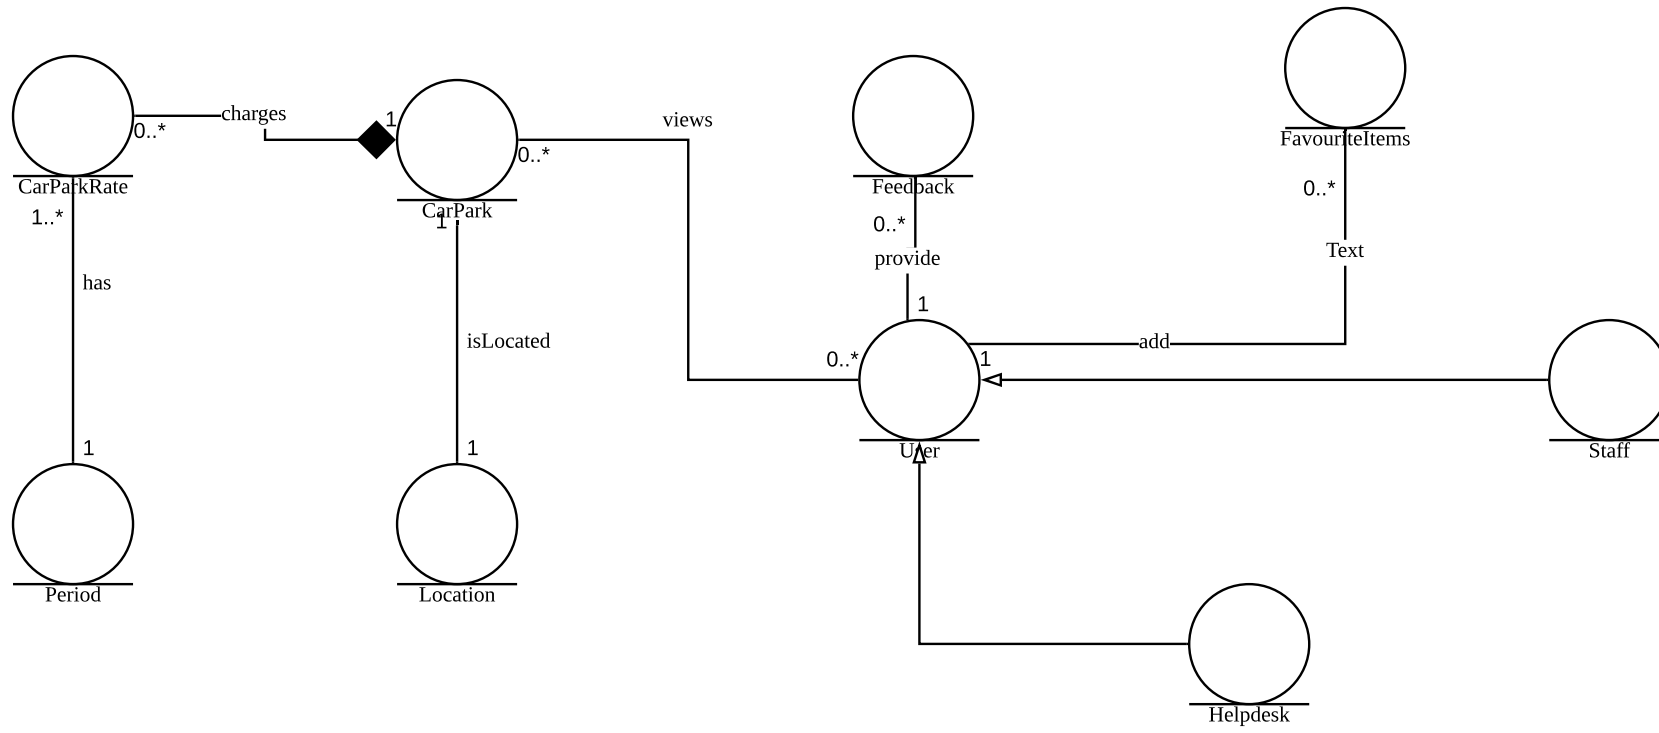 charges
1
0..*
CarParkRate
1..*
has
1
Period
CarPark
1
isLocated
1
Location
0..*
views
0..*
Feedback
0..*
provide
1
User
FavouriteItems
0..*
Text
add
1
Staff
Helpdesk